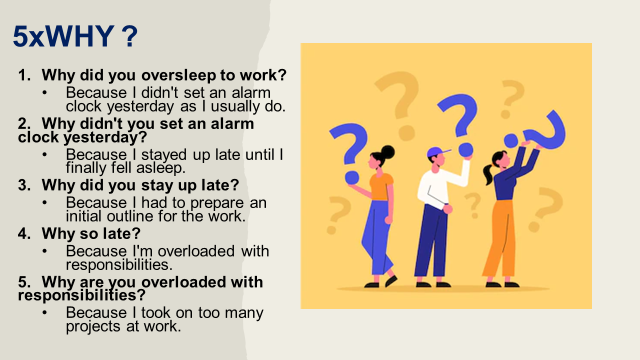 5xWHY ?
1. Why did you oversleep to work?
• Because I didn't set an alarm
clock yesterday as I usually do.
2. Why didn't you set an alarm
clock yesterday?
• Because I stayed up late until I
finally fell asleep.
3. Why did you stay up late?
• Because I had to prepare an
initial outline for the work.
4. Why so late?
• Because I'm overloaded with
responsibilities.
5. Why are you overloaded with
responsibilities?
• Because I took on too many
projects at work.